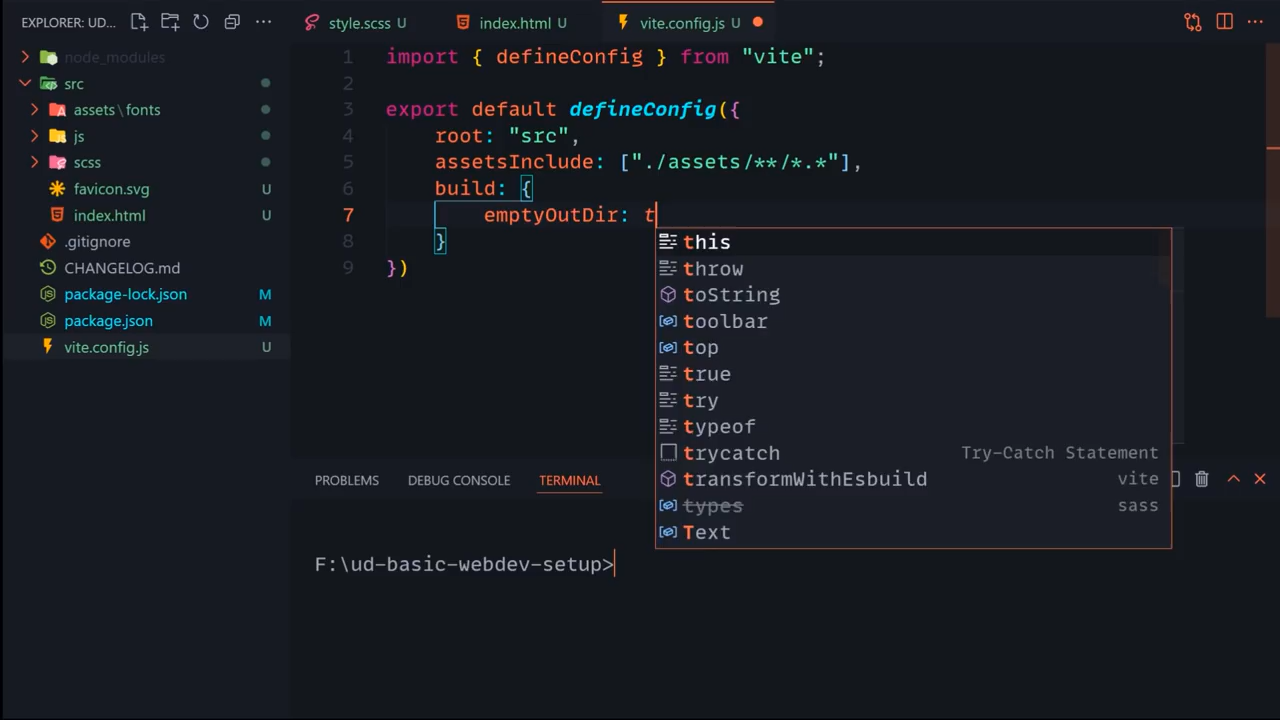 EXPLORER: UD...
node_modules
src
assets\fonts
js
scss
favicon.svg U
index.html U
.gitignore
CHANGELOG.md
package-lock.json M
package.json M
vite.config.js U
style.scss U
index.html U
vite.config.js U
1 import { defineConfig } from "vite";
2
3 export default defineConfig({
4 root: "src",
5 assetsInclude: ["./assets/**/*.*"],
6 build: {
7 emptyOutDir: t
8 }
9 })
this
throw
toString
toolbar
top
true
try
typeof
trycatch Try-Catch Statement
transformWithEsbuild vite
types sass
Text
PROBLEMS DEBUG CONSOLE TERMINAL
F:\ud-basic-webdev-setup>